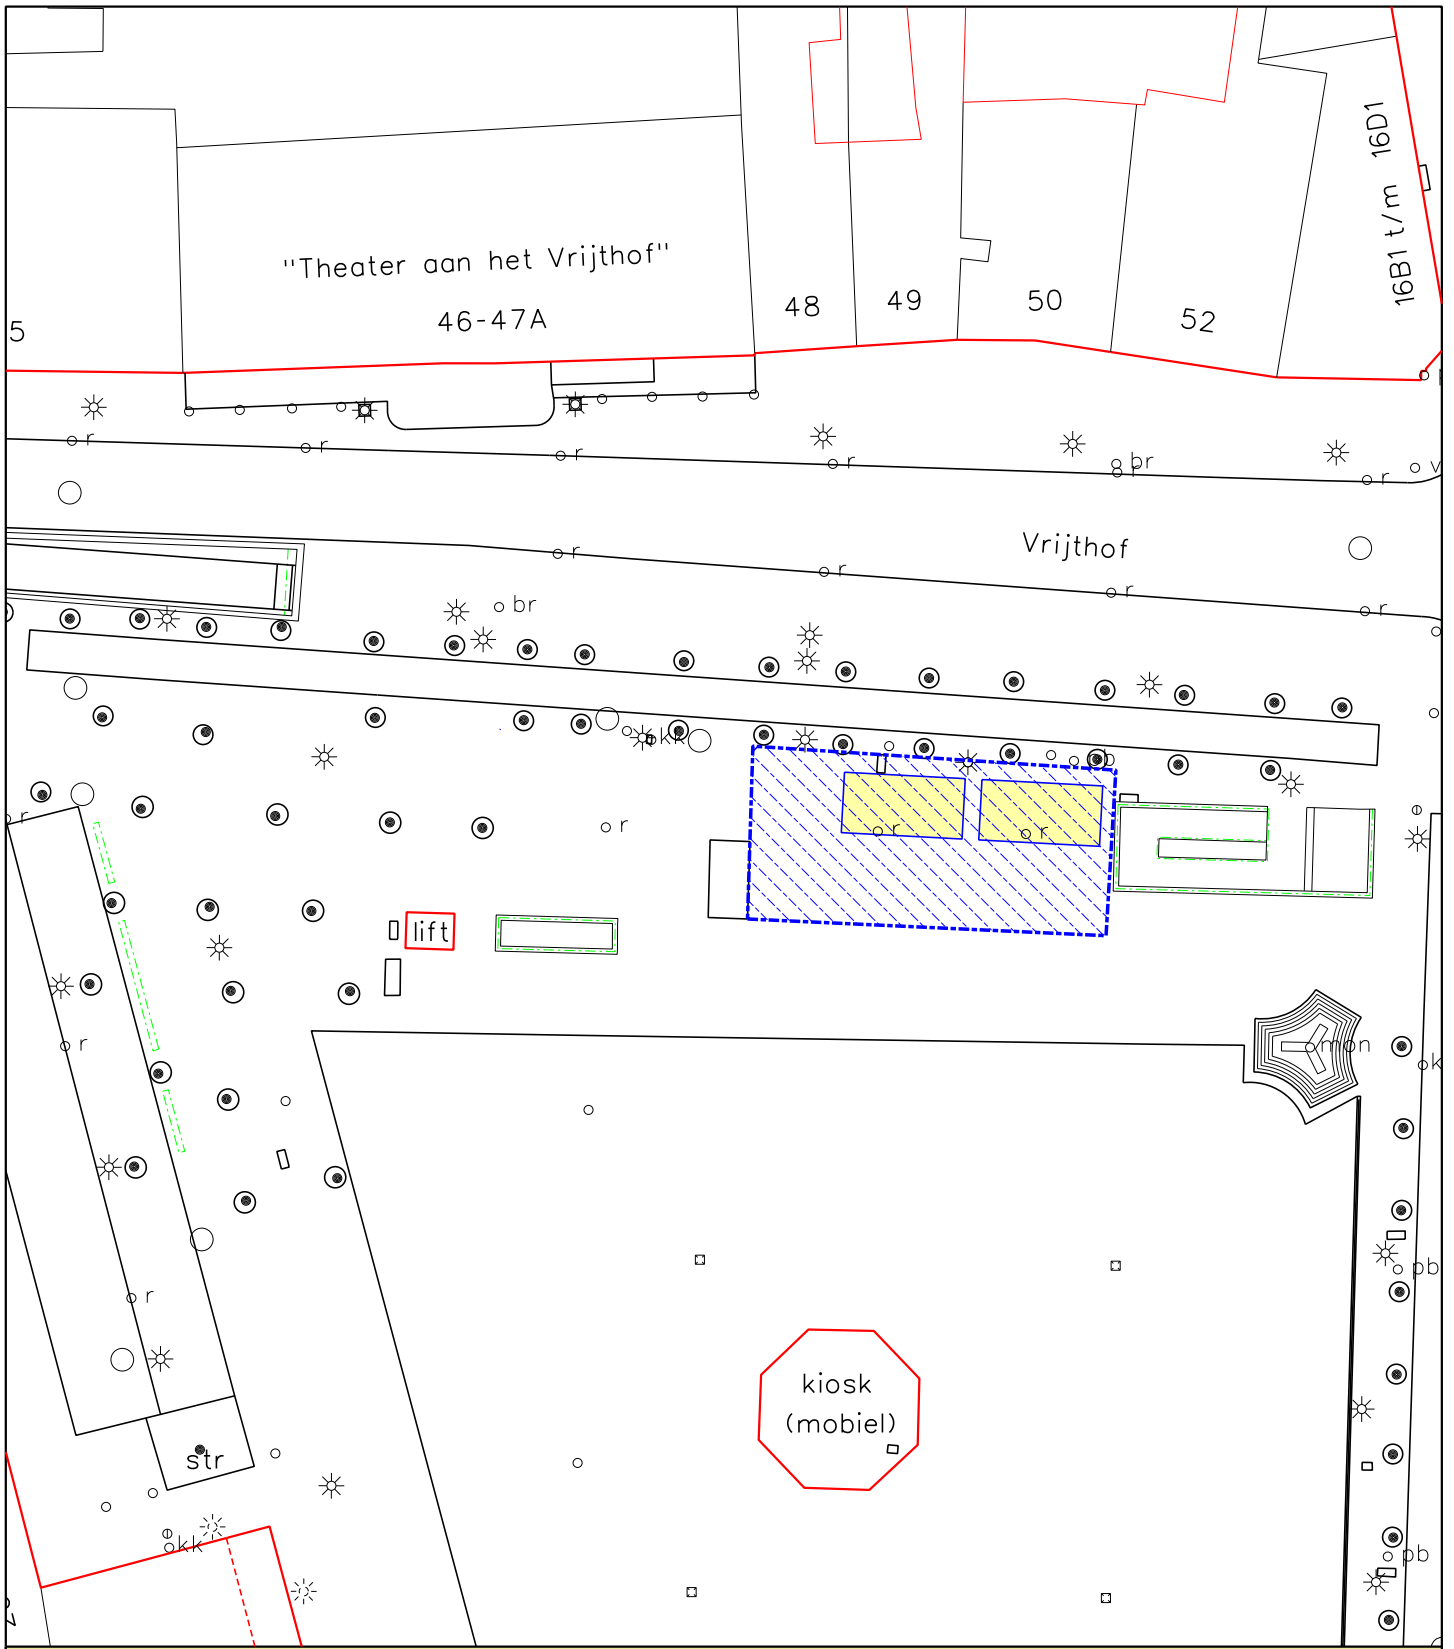 16B1 t/m 16D1
"Theater aan het Vrijthof"
46-47A
48
49
50
52
5
r
r
r
r
br
r
r
v
Vrijthof
r
r
r
r
br
kk
b
r
r
r
r
lift
r
mon
k
r
pb
kiosk
(mobiel)
str
kk
pb